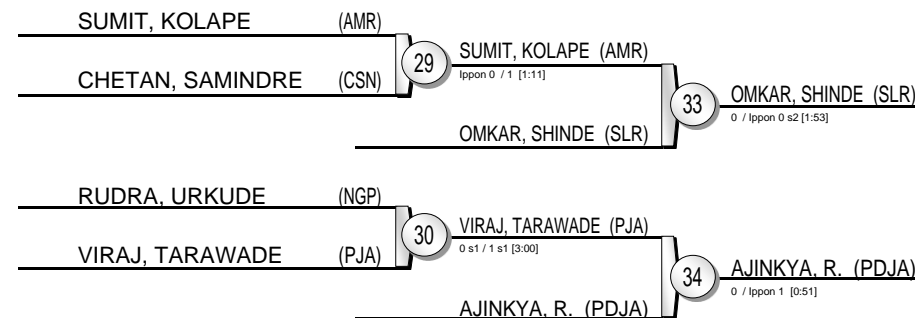 SUMIT, KOLAPE (AMR)
29
SUMIT, KOLAPE (AMR)
Ippon 0 / 1 [1:11]
CHETAN, SAMINDRE (CSN)
33
OMKAR, SHINDE (SLR)
0 / Ippon 0 s2 [1:53]
OMKAR, SHINDE (SLR)
RUDRA, URKUDE (NGP)
30
VIRAJ, TARAWADE (PJA)
0 s1 / 1 s1 [3:00]
VIRAJ, TARAWADE (PJA)
34
AJINKYA, R. (PDJA)
0 / Ippon 1 [0:51]
AJINKYA, R. (PDJA)